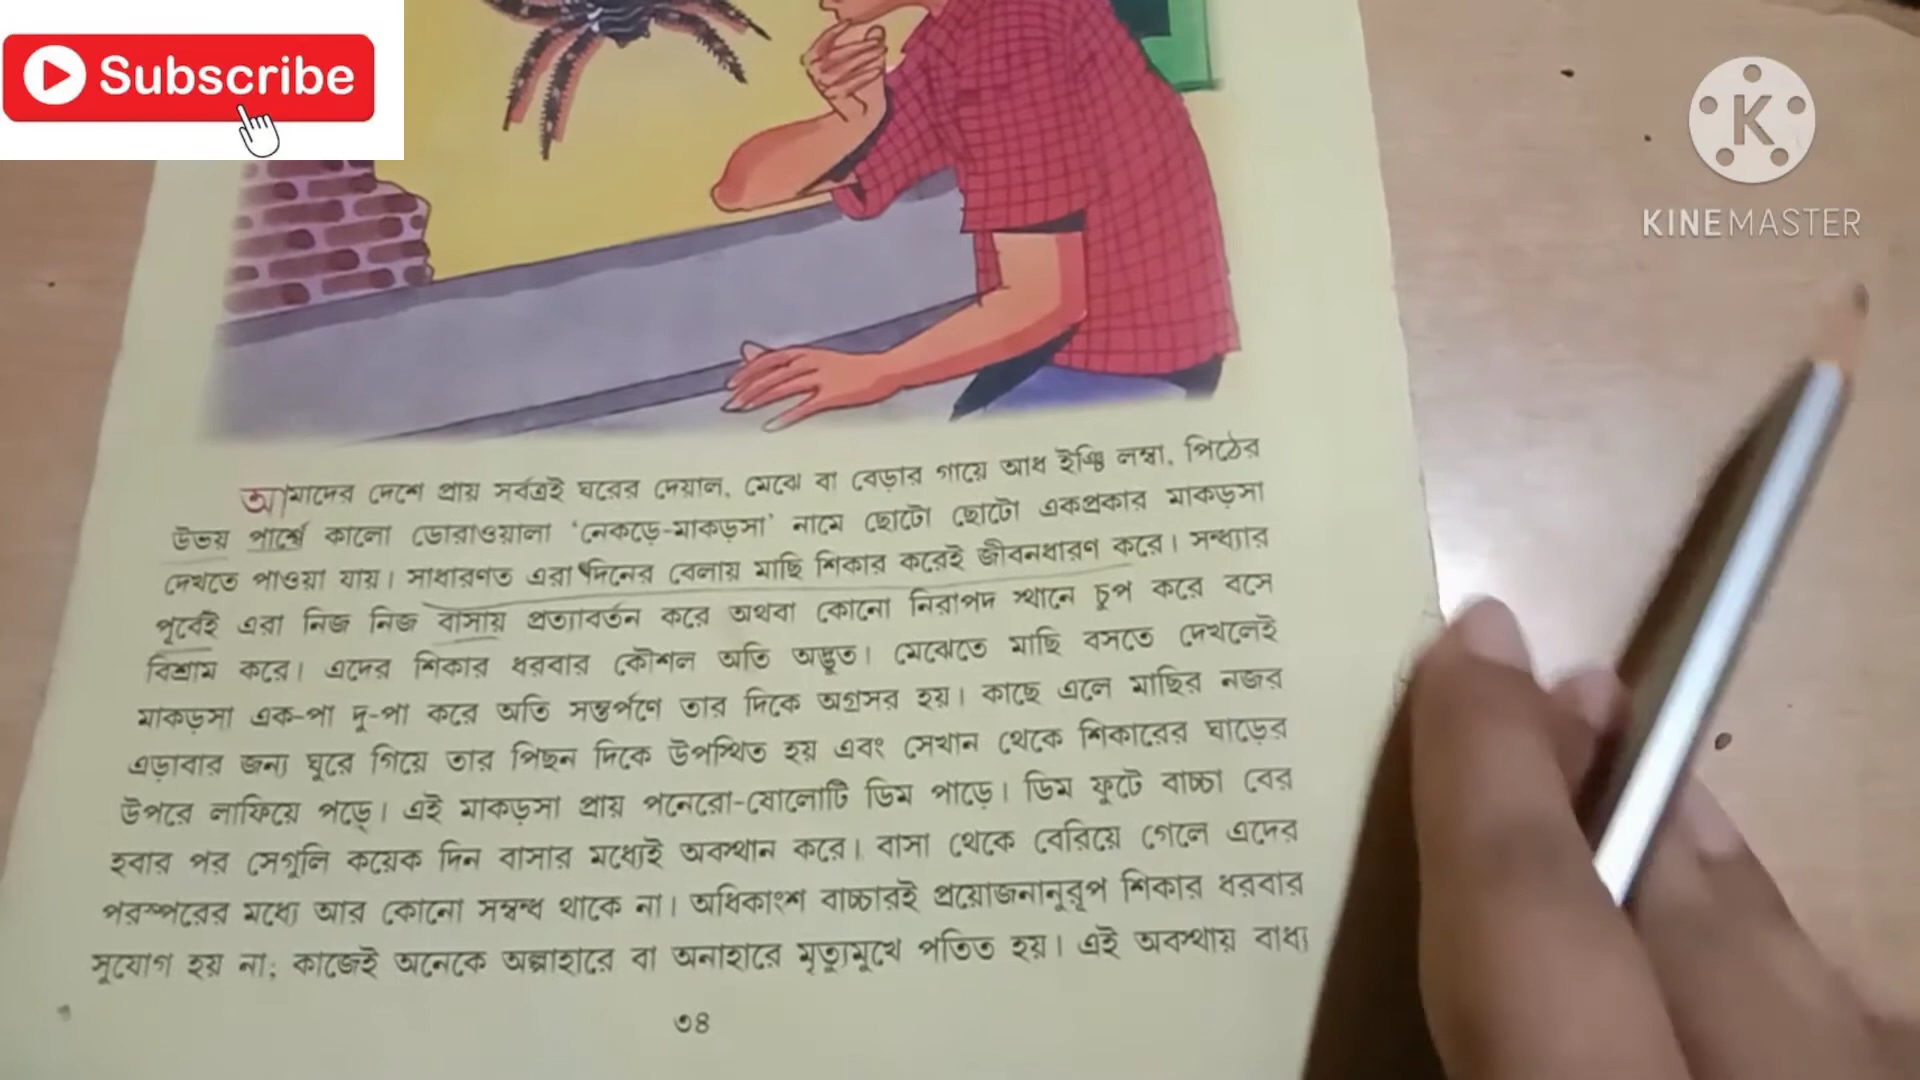 Subscribe
K
KINEMASTER
আমাদের দেশে প্রায় সর্বত্রই ঘরের দেয়াল, মেঝে বা বেড়ার গায়ে আধ ইঞ্চি লম্বা, পিঠের
উভয় পার্শ্বে কালো ডোরাওয়ালা ‘নেকড়ে-মাকড়সা’ নামে ছোটো ছোটো একপ্রকার মাকড়সা
দেখতে পাওয়া যায়। সাধারণত এরা দিনের বেলায় মাছি শিকার করেই জীবনধারণ করে। সন্ধ্যার
পূর্বেই এরা নিজ নিজ বাসায় প্রত্যাবর্তন করে অথবা কোনো নিরাপদ স্থানে চুপ করে বসে
বিশ্রাম করে। এদের শিকার ধরবার কৌশল অতি অদ্ভুত। মেঝেতে মাছি বসতে দেখলেই
মাকড়সা এক-পা দু-পা করে অতি সন্তর্পণে তার দিকে অগ্রসর হয়। কাছে এলে মাছির নজর
এড়াবার জন্য ঘুরে গিয়ে তার পিছন দিকে উপস্থিত হয় এবং সেখান থেকে শিকারের ঘাড়ের
উপরে লাফিয়ে পড়ে। এই মাকড়সা প্রায় পনেরো-ষোলোটি ডিম পাড়ে। ডিম ফুটে বাচ্চা বের
হবার পর সেগুলি কয়েক দিন বাসার মধ্যেই অবস্থান করে। বাসা থেকে বেরিয়ে গেলে এদের
পরস্পরের মধ্যে আর কোনো সম্বন্ধ থাকে না। অধিকাংশ বাচ্চারই প্রয়োজনানুরূপ শিকার ধরবার
সুযোগ হয় না; কাজেই অনেকে অল্পাহারে বা অনাহারে মৃত্যুমুখে পতিত হয়। এই অবস্থায় বাধ্য
৩৪